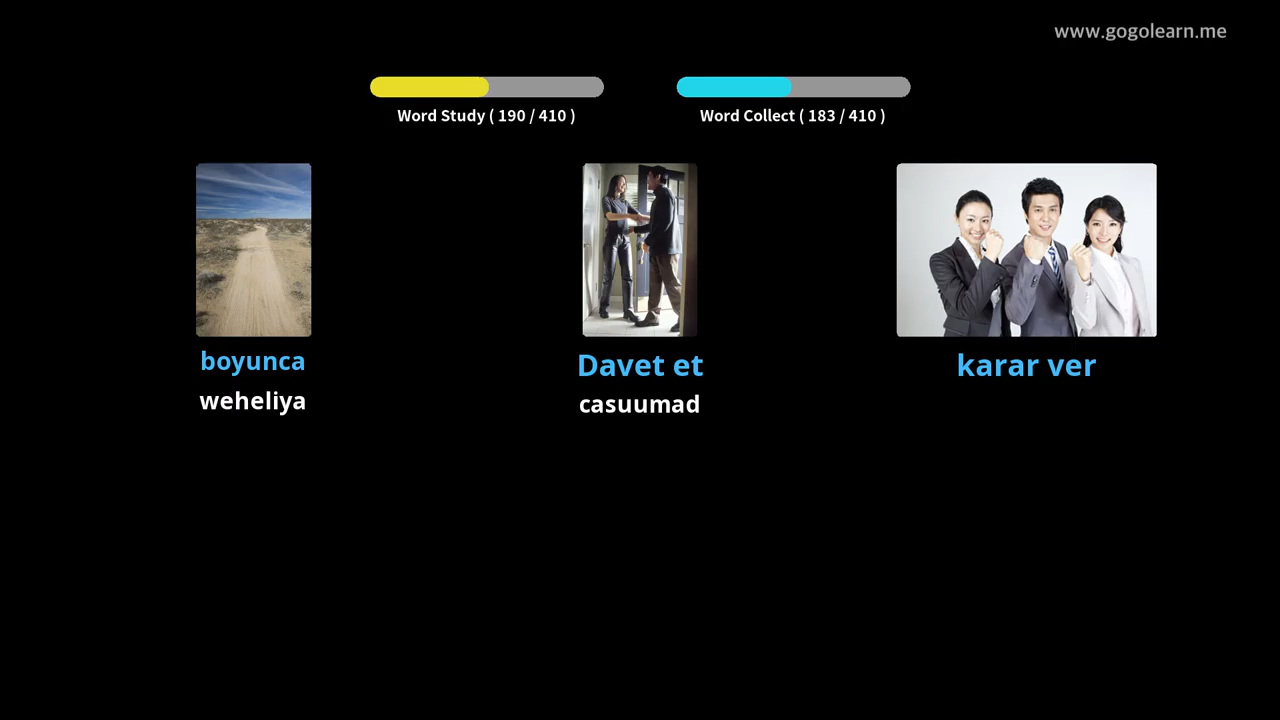 www.gogolearn.me
Word Study ( 190 / 410 )
Word Collect ( 183 / 410 )
boyunca
weheliya
Davet et
casuumad
karar ver